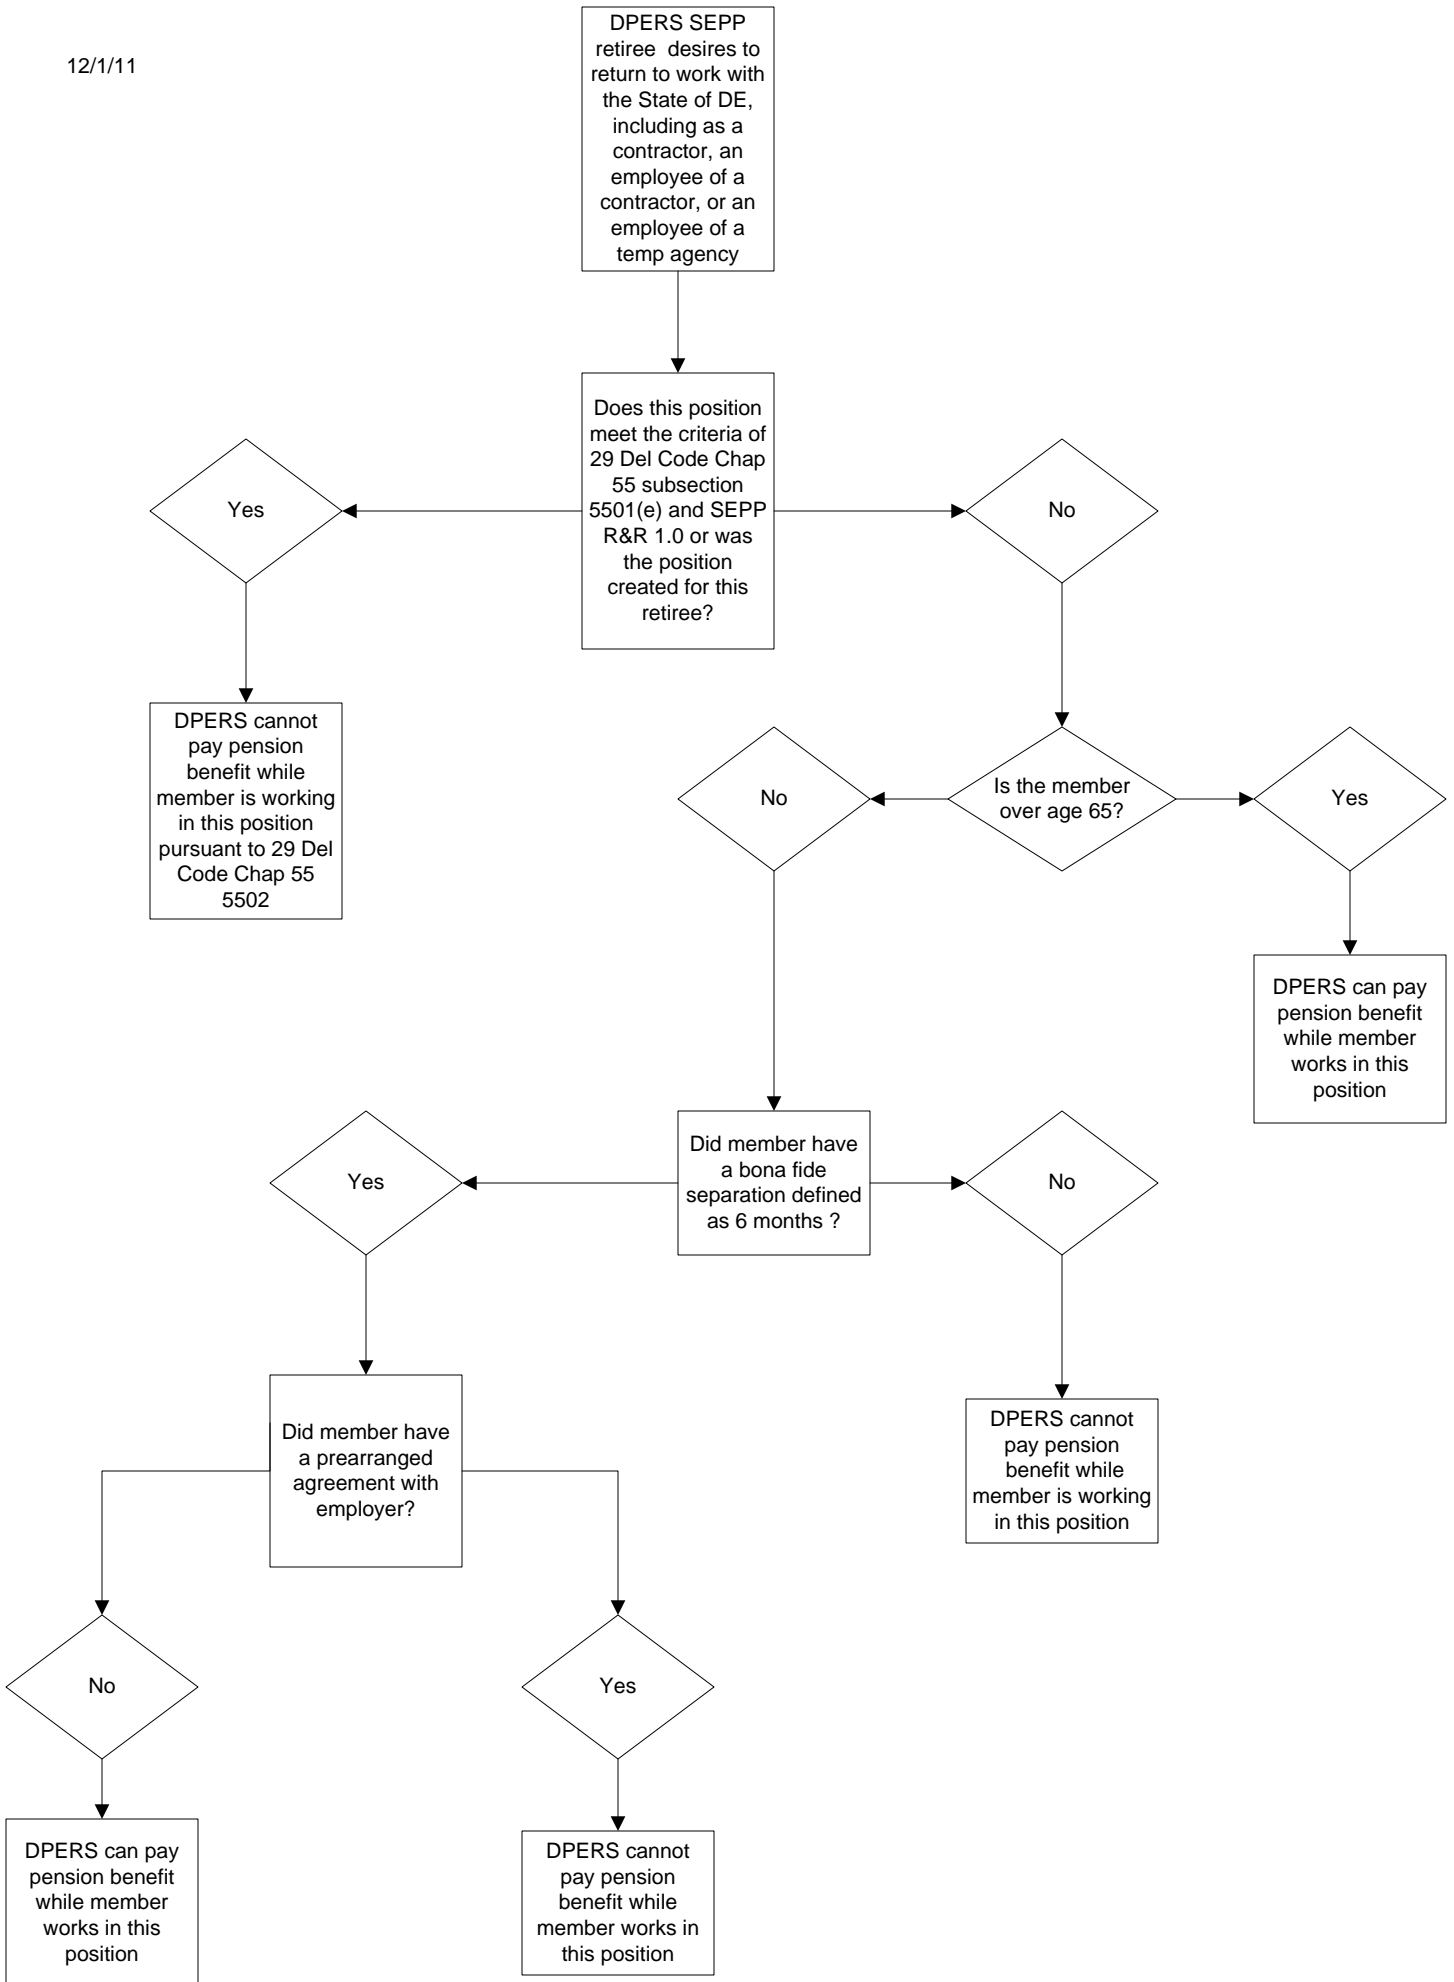 12/1/11
DPERS SEPP
retiree desires to
return to work with
the State of DE,
including as a
contractor, an
employee of a
contractor, or an
employee of a
temp agency
Does this position
meet the criteria of
29 Del Code Chap
55 subsection
5501(e) and SEPP
R&R 1.0 or was
the position
created for this
retiree?
Yes
No
DPERS cannot
pay pension
benefit while
member is working
in this position
pursuant to 29 Del
Code Chap 55
5502
No
Is the member
over age 65?
Yes
DPERS can pay
pension benefit
while member
works in this
position
Yes
Did member have
a bona fide
separation defined
as 6 months ?
No
Did member have
a prearranged
agreement with
employer?
DPERS cannot
pay pension
benefit while
member is working
in this position
No
Yes
DPERS can pay
pension benefit
while member
works in this
position
DPERS cannot
pay pension
benefit while
member works in
this position